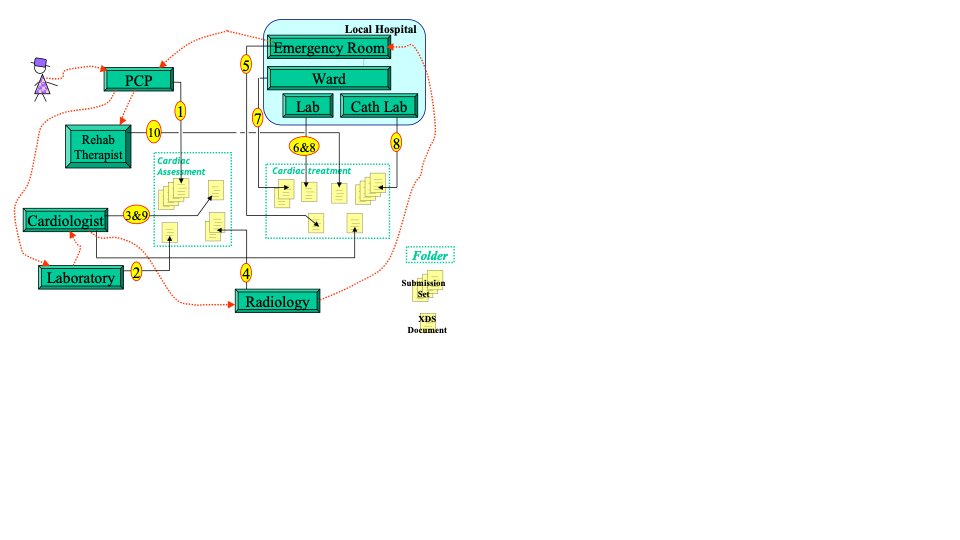 Local Hospital
Emergency Room
5
Ward
PCP
Lab
Cath Lab
1
7
10
Rehab
Therapist
6&8
8
Cardiac
Assessment
Cardiac treatment
Cardiologist
3&9
Laboratory
2
4
Radiology
Folder
Submission
Set
XDS
Document